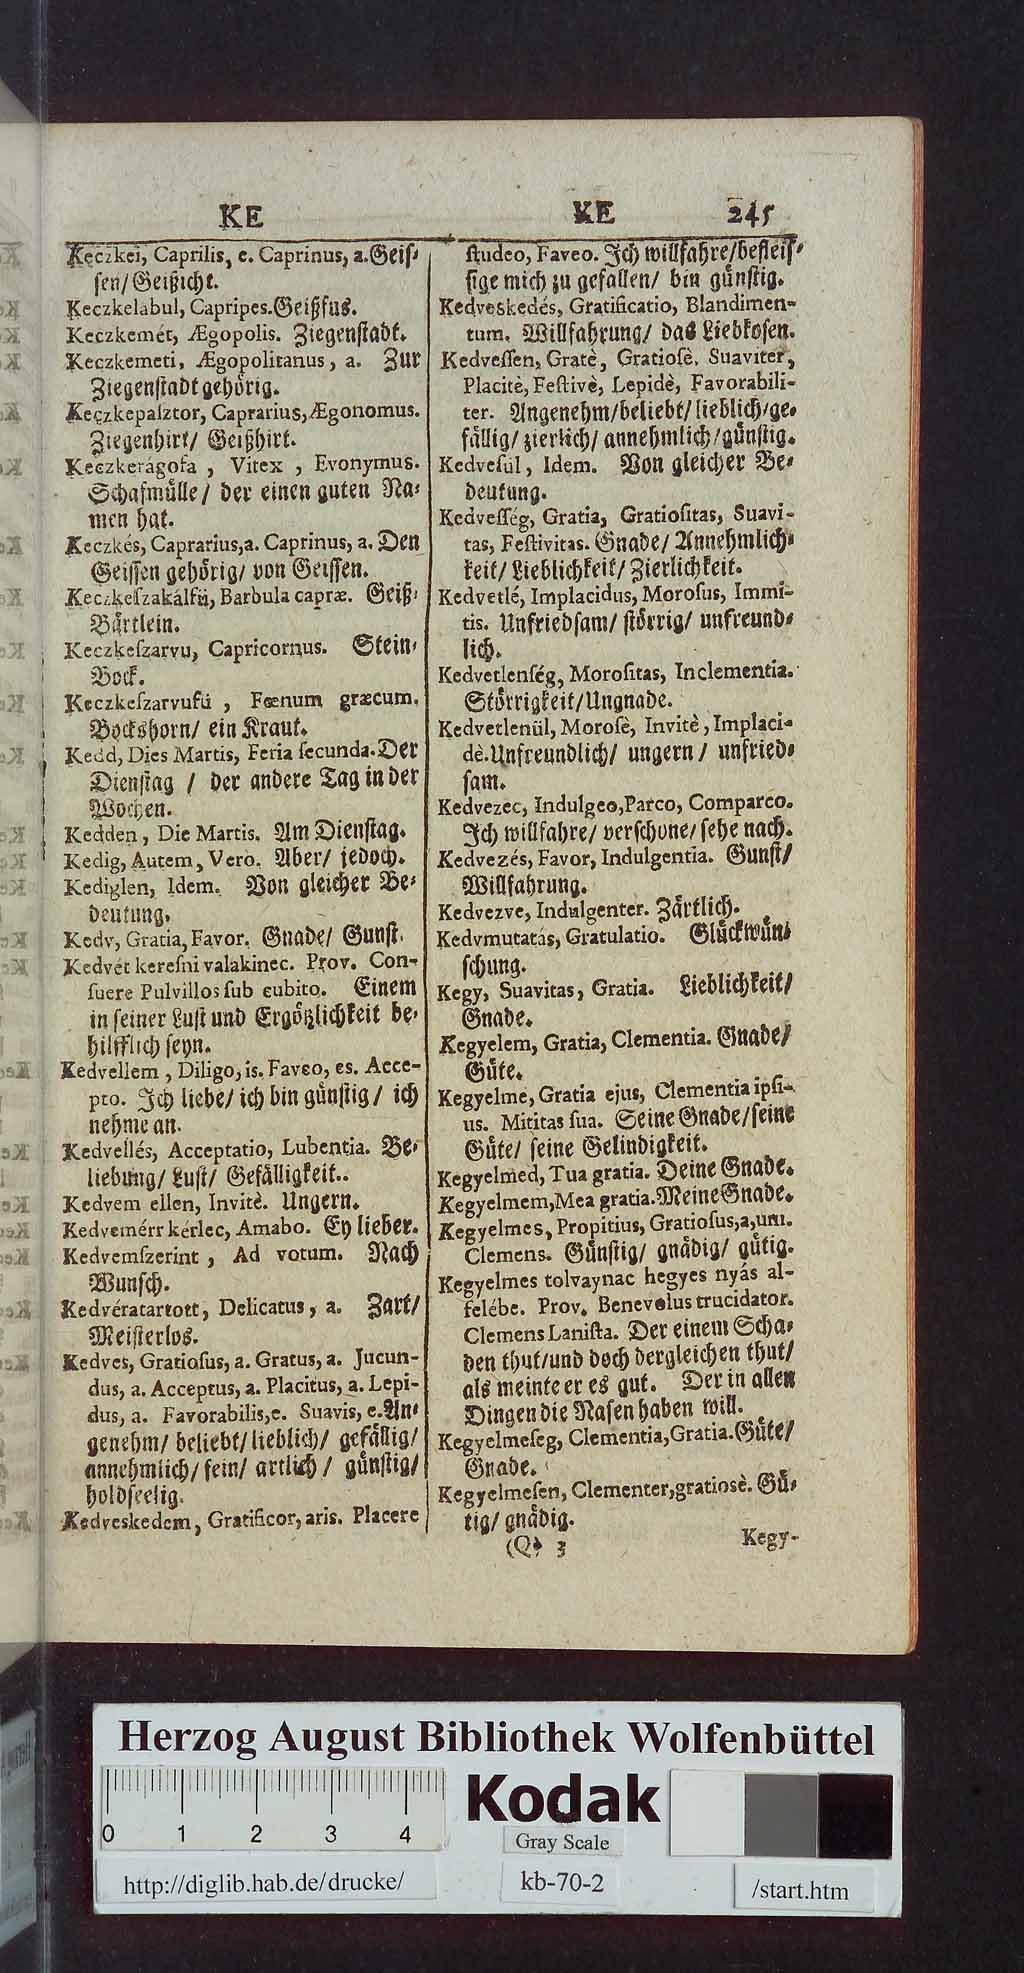 KE
KE 245
Keczkei, Caprilis, e. Caprinus, a. Geiſ-
ſen/ Geißicht.
Keczkelábul, Capripes. Geißfus.
Keczkemét, Ægopolis. Ziegenſtadt.
Keczkemeti, Ægopolitanus, a. Zur
Ziegenſtadt gehörig.
Keczkepaſztor, Caprarius, Ægonomus.
Ziegenhirt/ Geißhirt.
Keczkerágoſa, Vitex, Evonymus.
Schafmülle/ der einen guten Na-
men hat.
Keczkés, Caprarius, a. Caprinus, a. Den
Geiſſen gehörig/ von Geiſſen.
Keczkeſzakálfü, Barbula capræ. Geiß-
Bärtlein.
Keczkeſzarvu, Capricornus. Stein-
Bock.
Keczkeſzarvufü, Fœnum græcum.
Bockshorn/ ein Kraut.
Kedd, Dies Martis, Feria ſecunda. Der
Dienſtag / der andere Tag in der
Wochen.
Kedden, Die Martis. Am Dienſtag.
Kedig, Autem, Vero. Aber/ jedoch.
Kediglen, Idem. Von gleicher Be-
deutung.
Kedv, Gratia, Favor. Gnade/ Gunſt.
Kedvét kereſni valakinec. Prov. Con-
ſuere Pulvillos ſub cubito. Einem
in ſeiner Luſt und Ergötzlichkeit be-
hilfflich ſeyn.
Kedvellem, Diligo, is. Faveo, es. Acce-
pto. Ich liebe/ ich bin günſtig/ ich
nehme an.
Kedvellés, Acceptatio, Lubentia. Be-
liebung/ Luſt/ Gefälligkeit..
Kedvem ellen, Invitè. Ungern.
Kedvemérr kérlec, Amabo. Ey lieber.
Kedvemſzerint, Ad votum. Nach
Wunſch.
Kedvératartott, Delicatus, a. Zart/
Meiſterlos.
Kedves, Gratioſus, a. Gratus, a. Jucun-
dus, a. Acceptus, a. Placitus, a. Lepi-
dus, a. Favorabilis, e. Suavis, e. An-
genehm/ beliebt/ lieblich/ gefällig/
annehmlich/ fein/ artlich/ günſtig/
holdſeelig.
Kedveskedem, Gratificor, aris. Placere
ſtudeo, Faveo. Ich willfahre/ befleiſ-
ſige mich zu gefallen/ bin günſtig.
Kedveskedés, Gratificatio, Blandimen-
tum. Willfahrung/ das Liebkoſen.
Kedveſſen, Gratè, Gratioſè, Suaviter,
Placitè, Feſtivè, Lepidè, Favorabili-
ter. Angenehm/ beliebt/ lieblich/ ge-
fällig/ zierlich/ annehmlich/ günſtig.
Kedveſül, Idem. Von gleicher Be-
deutung.
Kedveſſég, Gratia, Gratioſitas, Suavi-
tas, Feſtivitas. Gnade/ Annehmlich-
keit/ Lieblichkeit/ Zierlichkeit.
Kedvetlé, Implacidus, Moroſus, Immi-
tis. Unfriedſam/ ſtörrig/ unfreund-
lich.
Kedvetlenſég, Moroſitas, Inclementia.
Störrigkeit/ Ungnade.
Kedvetlenül, Moroſè, Invitè, Implaci-
dè. Unfreundlich/ ungern/ unfried-
ſam.
Kedvezec, Indulgeo, Parco, Comparco.
Ich willfahre/ verſchone/ ſehe nach.
Kedvezés, Favor, Indulgentia. Gunſt/
Willfahrung.
Kedvezve, Indulgenter. Zärtlich.
Kedvmutatás, Gratulatio. Glückwün-
ſchung.
Kegy, Suavitas, Gratia. Lieblichkeit/
Gnade.
Kegyelem, Gratia, Clementia. Gnade/
Güte.
Kegyelme, Gratia ejus, Clementia ipſi-
us. Mititas ſua. Seine Gnade/ ſeine
Güte/ ſeine Gelindigkeit.
Kegyelmed, Tua gratia. Deine Gnade.
Kegyelmem, Mea gratia. Meine Gnade.
Kegyelmes, Propitius, Gratioſus, a, um.
Clemens. Günſtig/ gnädig/ gütig.
Kegyelmes tolvaynac hegyes nyás al-
felébe. Prov. Benevolus trucidator.
Clemens Laniſta. Der einem Scha-
den thut/ und doch dergleichen thut/
als meinte er es gut. Der in allen
Dingen die Naſen haben will.
Kegyelmeſeg, Clementia, Gratia. Güte/
Gnade.
Kegyelmeſen, Clementer, gratiosè. Gü-
tig/ gnädig.
(Q) 3
Kegy-
Herzog August Bibliothek Wolfenbüttel
0 1 2 3 4
Kodak
Gray Scale
http://diglib.hab.de/drucke/
kb-70-2
/start.htm